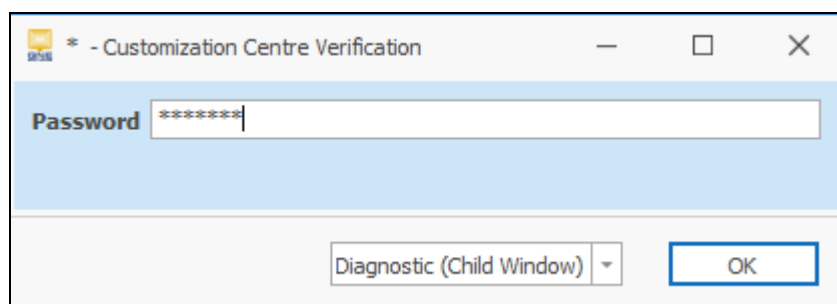 * - Customization Centre Verification
Password *******
Diagnostic (Child Window) OK